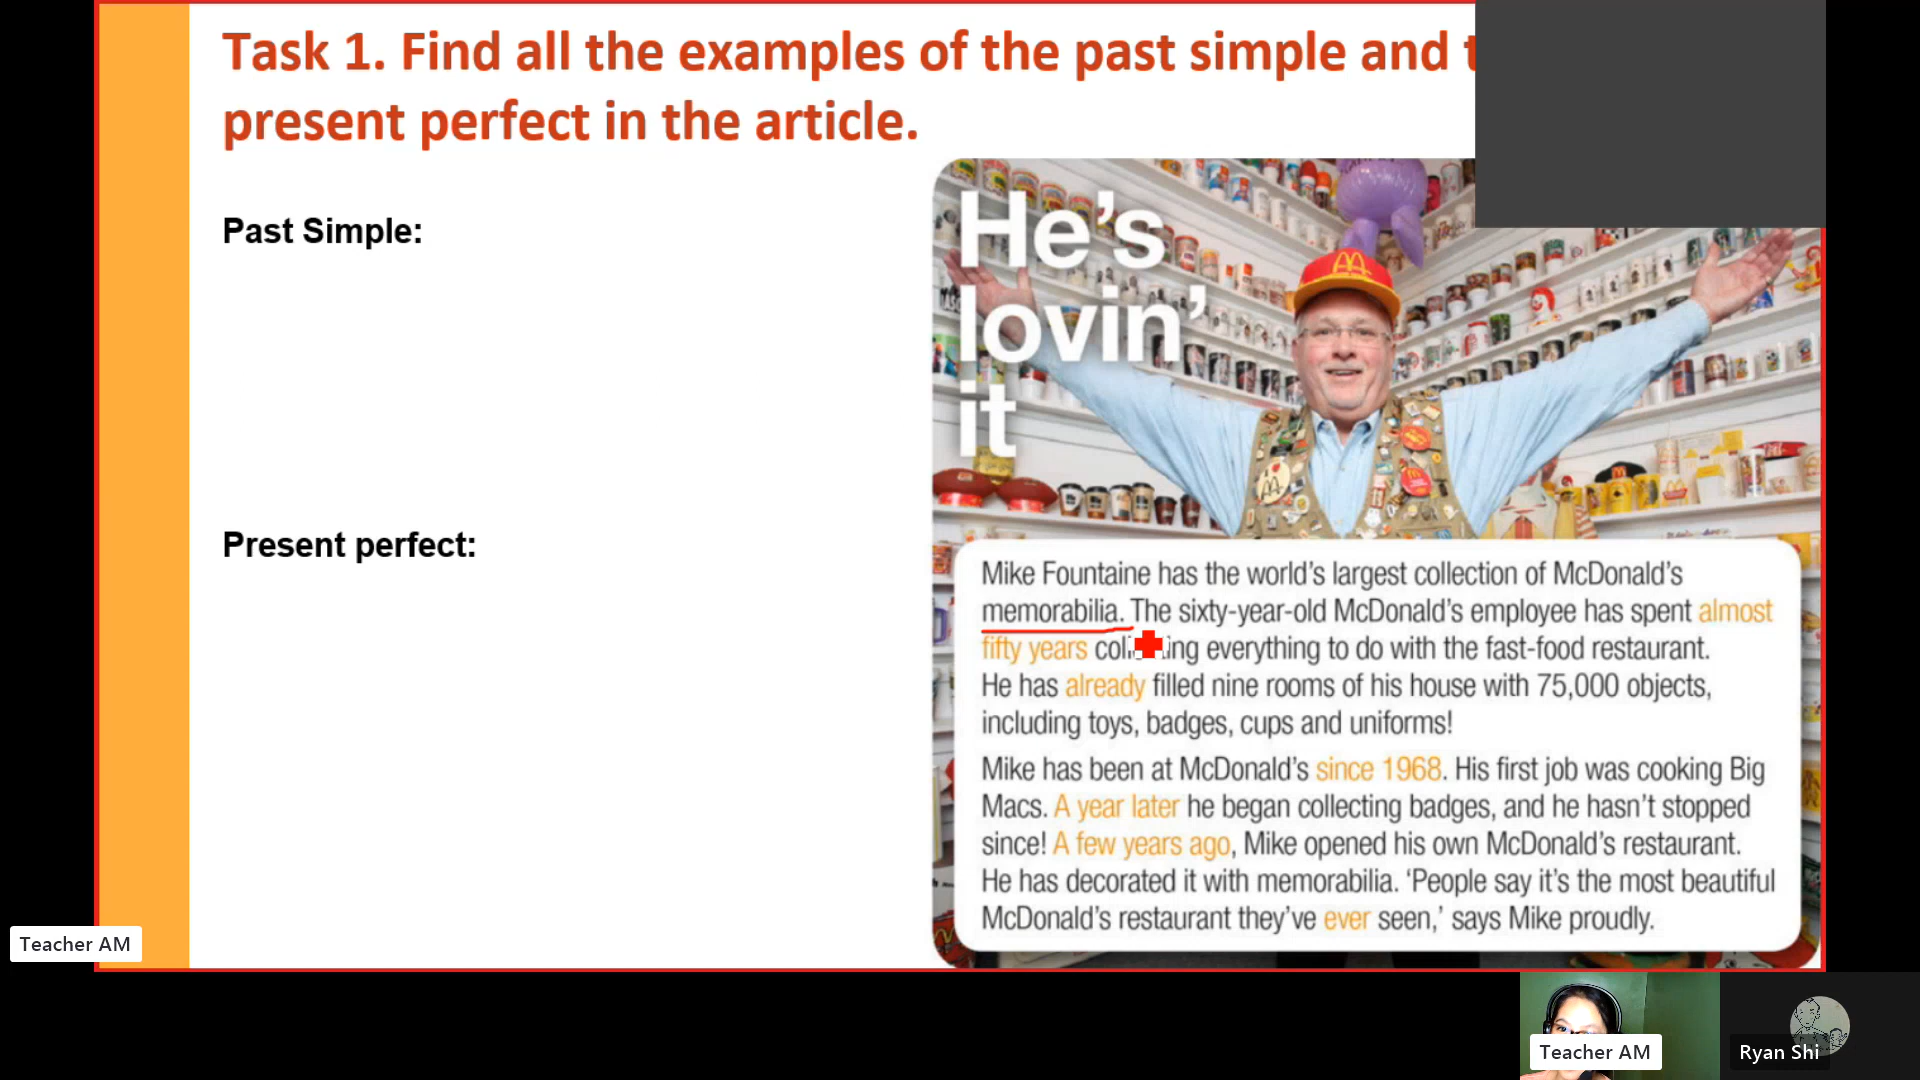 Task 1. Find all the examples of the past simple and
present perfect in the article.
Past Simple:
Present perfect:
He's
lovin'
it
Mike Fountaine has the world's largest collection of McDonald's
memorabilia. The sixty-year-old McDonald's employee has spent almost
fifty years everything to do with the fast-food restaurant.
He has already filled nine rooms of his house with 75,000 objects,
including toys, badges, cups and uniforms!
Mike has been at McDonald's since 1968. His first job was cooking Big
Macs. A year later he began collecting badges, and he hasn't stopped
since! A few years ago, Mike opened his own McDonald's restaurant.
He has decorated it with memorabilia. 'People say it's the most beautiful
McDonald's restaurant they've ever seen,' says Mike proudly.
Teacher AM
Teacher AM
Ryan Shi